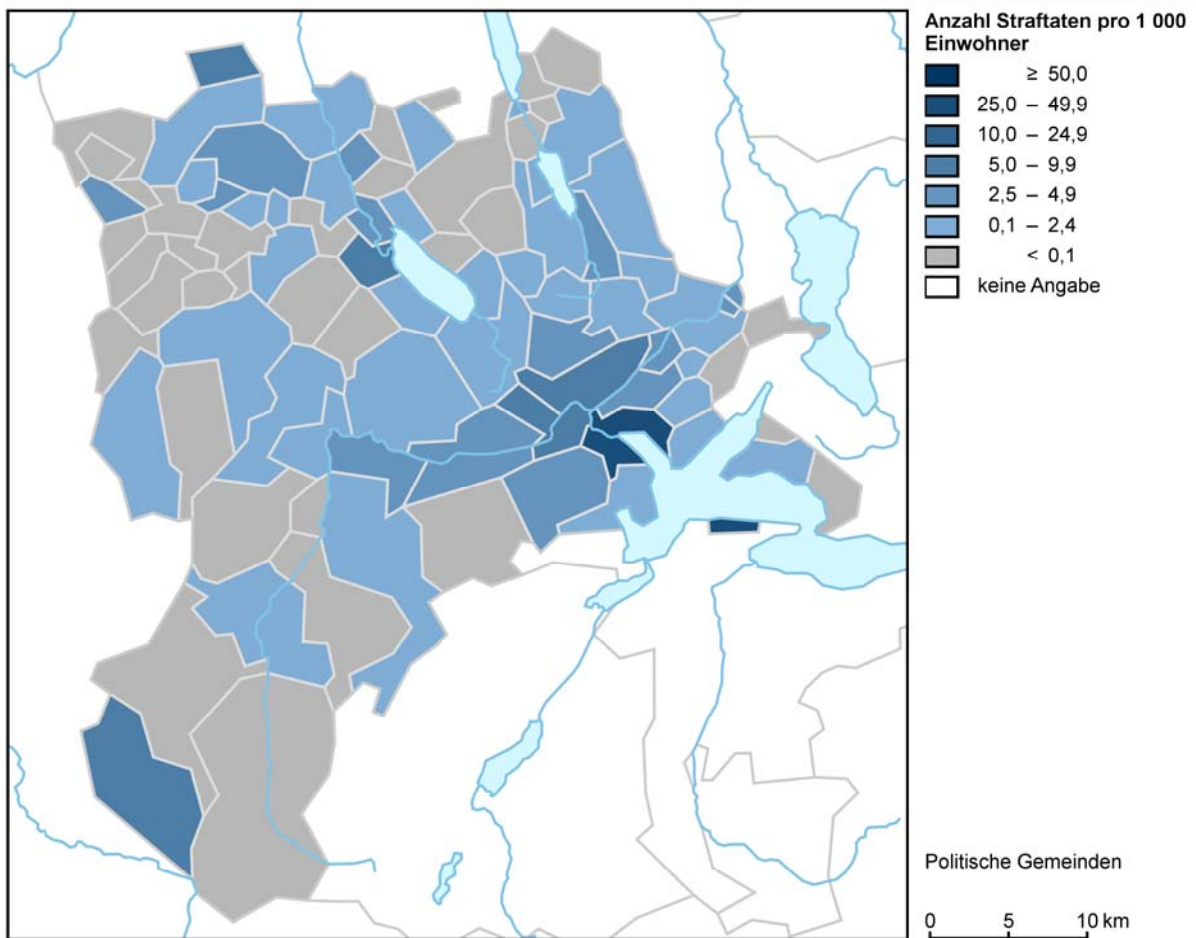 Anzahl Straftaten pro 1 000
Einwohner
≥ 50,0
25,0 – 49,9
10,0 – 24,9
5,0 – 9,9
2,5 – 4,9
0,1 – 2,4
< 0,1
keine Angabe
Politische Gemeinden
0 5 10 km